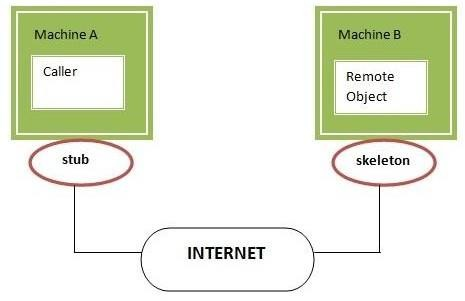 Machine A
Caller
stub
Machine B
Remote
Object
skeleton
INTERNET